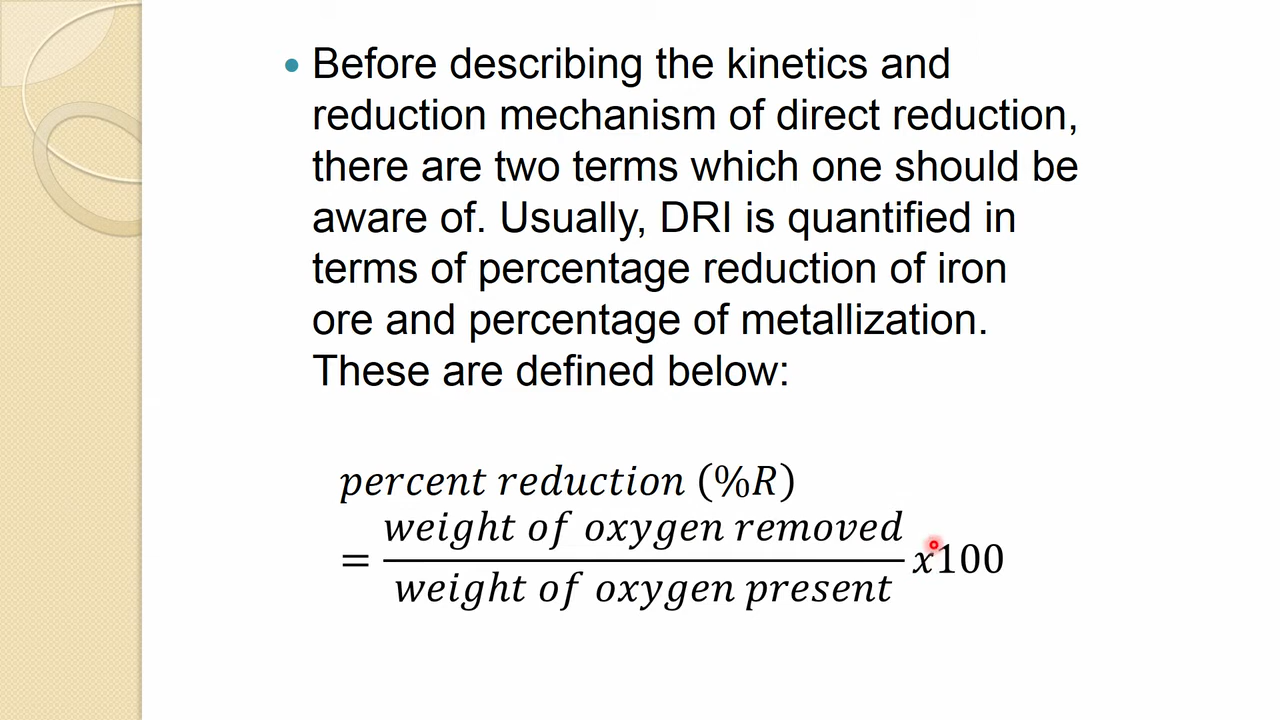 • Before describing the kinetics and
reduction mechanism of direct reduction,
there are two terms which one should be
aware of. Usually, DRI is quantified in
terms of percentage reduction of iron
ore and percentage of metallization.
These are defined below:
percent reduction (%R)
= weight of oxygen removed / weight of oxygen present x100